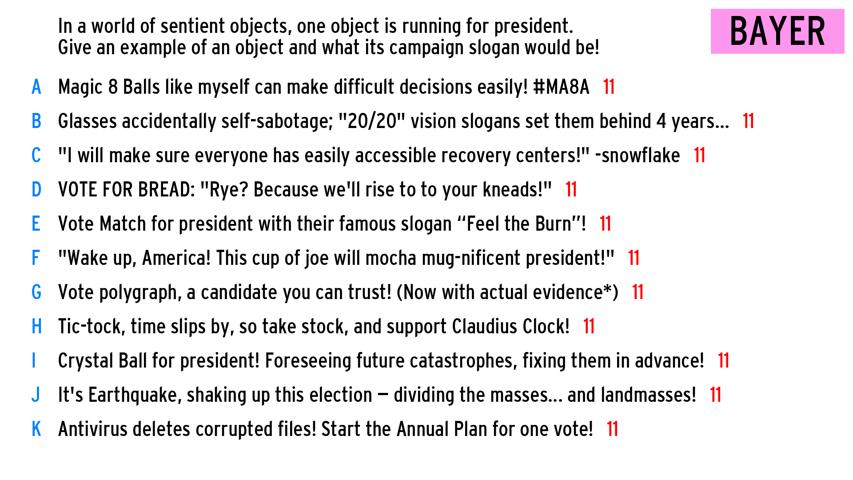 In a world of sentient objects, one object is running for president.
Give an example of an object and what its campaign slogan would be!
BAYER
A Magic 8 Balls like myself can make difficult decisions easily! #MA8A 11
B Glasses accidentally self-sabotage; "20/20" vision slogans set them behind 4 years... 11
C "I will make sure everyone has easily accessible recovery centers!" -snowflake 11
D VOTE FOR BREAD: "Rye? Because we'll rise to to your kneads!" 11
E Vote Match for president with their famous slogan “Feel the Burn”! 11
F "Wake up, America! This cup of joe will mocha mug-nificent president!" 11
G Vote polygraph, a candidate you can trust! (Now with actual evidence*) 11
H Tic-tock, time slips by, so take stock, and support Claudius Clock! 11
I Crystal Ball for president! Foreseeing future catastrophes, fixing them in advance! 11
J It's Earthquake, shaking up this election – dividing the masses... and landmasses! 11
K Antivirus deletes corrupted files! Start the Annual Plan for one vote! 11